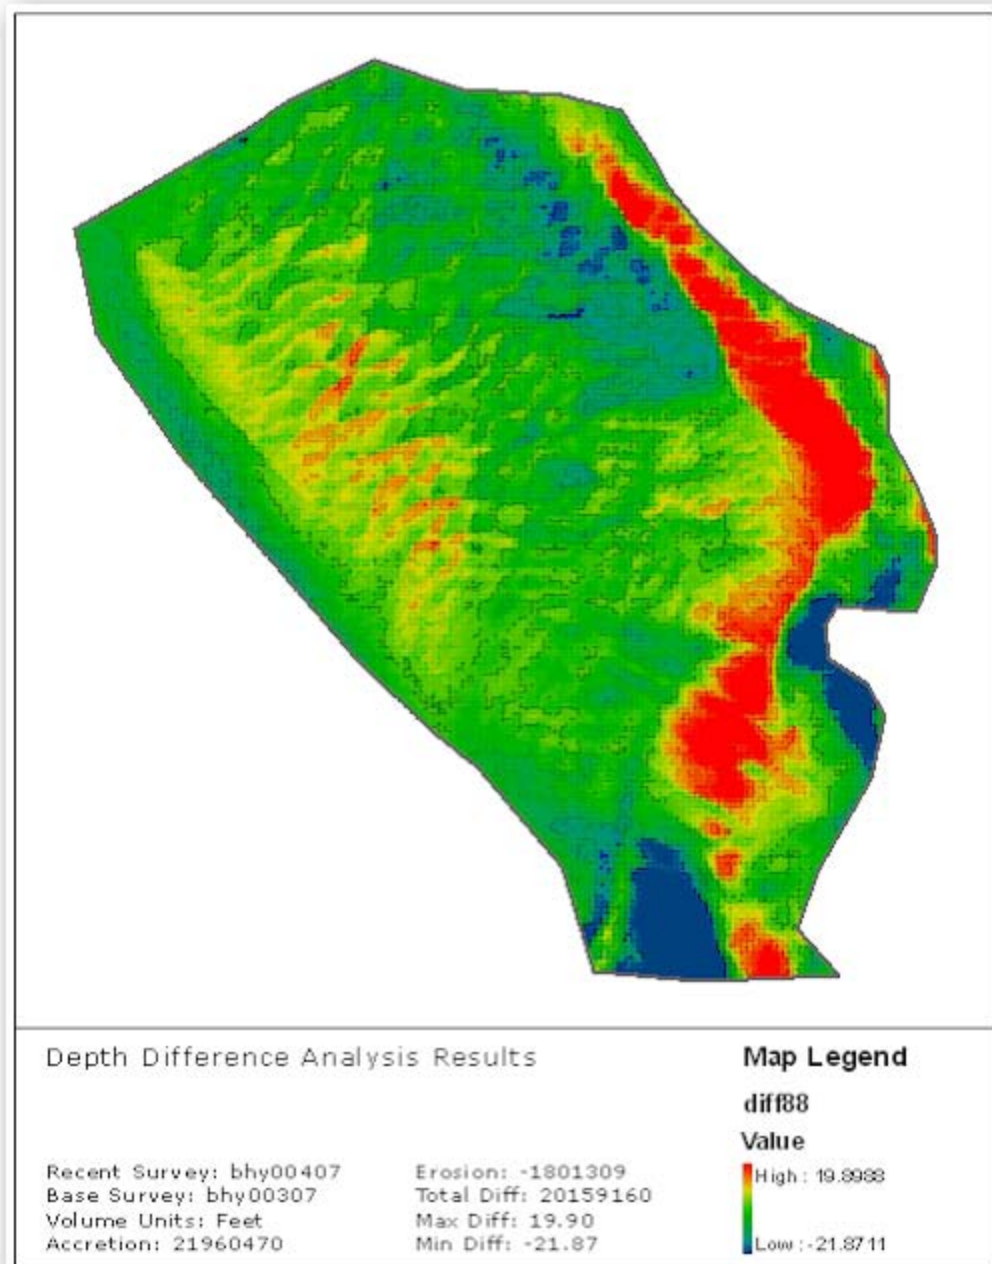 Depth Difference Analysis Results
Recent Survey: bhy00407
Base Survey: bhy00307
Volume Units: Feet
Accretion: 21960470
Erosion: -1801309
Total Diff: 20159160
Max Diff: 19.90
Min Diff: -21.87
Map Legend
diff88
Value
High : 19.8988
Low : -21.8711